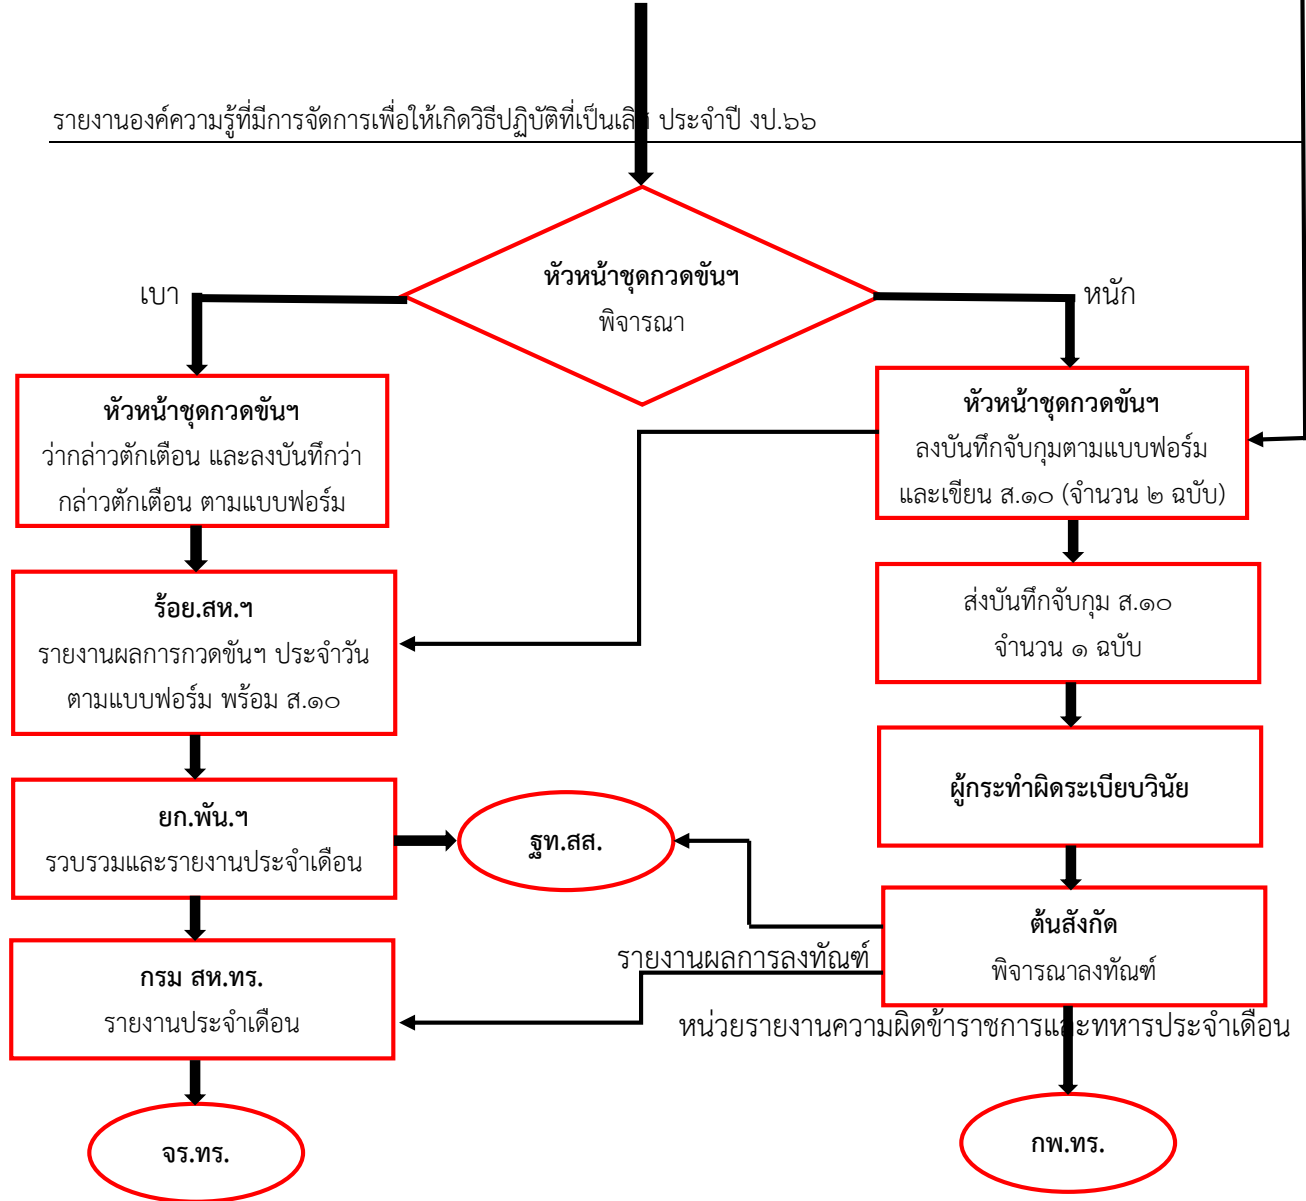 รายงานองค์ความรู้ที่มีการจัดการเพื่อให้เกิดวิธีปฏิบัติที่เป็นเลิศ ประจำปี งป.๖๖
หัวหน้าชุดกวดขันฯ
พิจารณา
เบา
หนัก
หัวหน้าชุดกวดขันฯ
ว่ากล่าวตักเตือน และลงบันทึกว่า
กล่าวตักเตือน ตามแบบฟอร์ม
หัวหน้าชุดกวดขันฯ
ลงบันทึกจับกุมตามแบบฟอร์ม
และเขียน ส.๑๐ (จำนวน ๒ ฉบับ)
ร้อย.สห.ฯ
รายงานผลการกวดขันฯ ประจำวัน
ตามแบบฟอร์ม พร้อม ส.๑๐
ส่งบันทึกจับกุม ส.๑๐
จำนวน ๑ ฉบับ
ผู้กระทำผิดระเบียบวินัย
ยก.พัน.ฯ
รวบรวมและรายงานประจำเดือน
ฐท.สส.
ต้นสังกัด
พิจารณาลงทัณฑ์
รายงานผลการลงทัณฑ์
กรม สห.ทร.
รายงานประจำเดือน
หน่วยรายงานความผิดข้าราชการและทหารประจำเดือน
จร.ทร.
กพ.ทร.